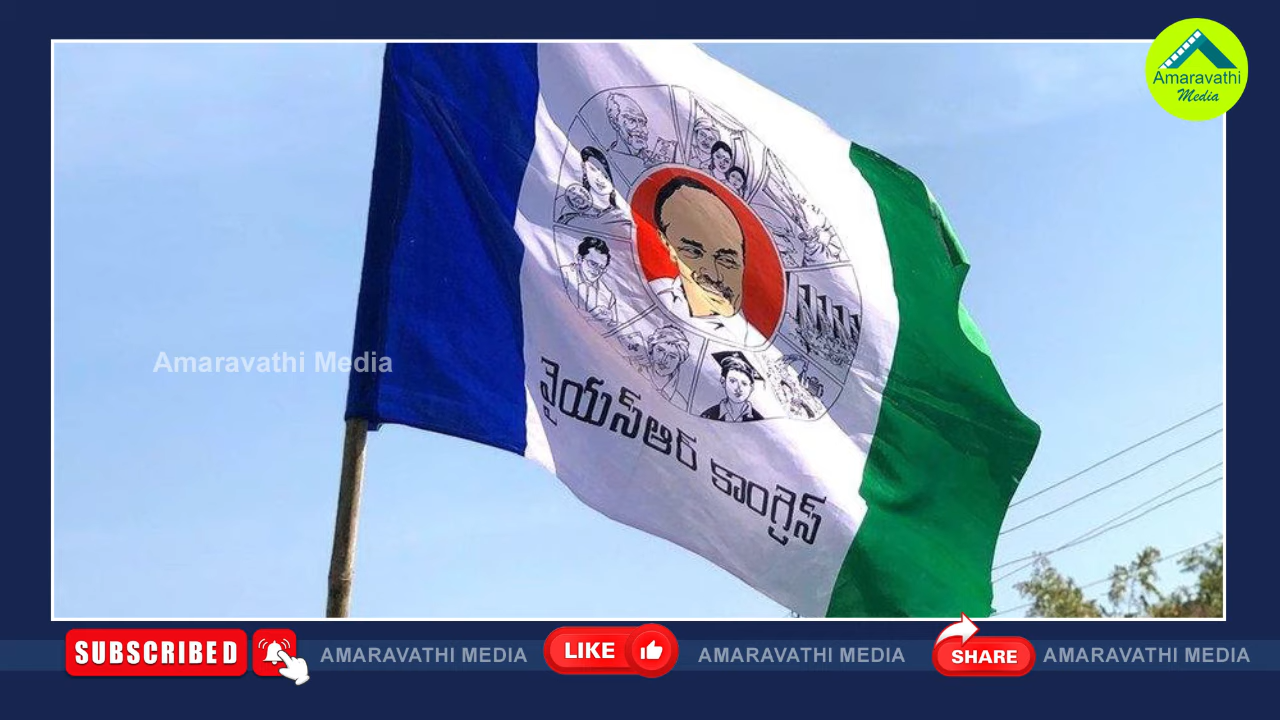 Amaravathi
Media
Amaravathi Media
వైయస్ఆర్ కాంగ్రెస్
SUBSCRIBED
AMARAVATHI MEDIA
LIKE
AMARAVATHI MEDIA
SHARE
AMARAVATHI MEDIA